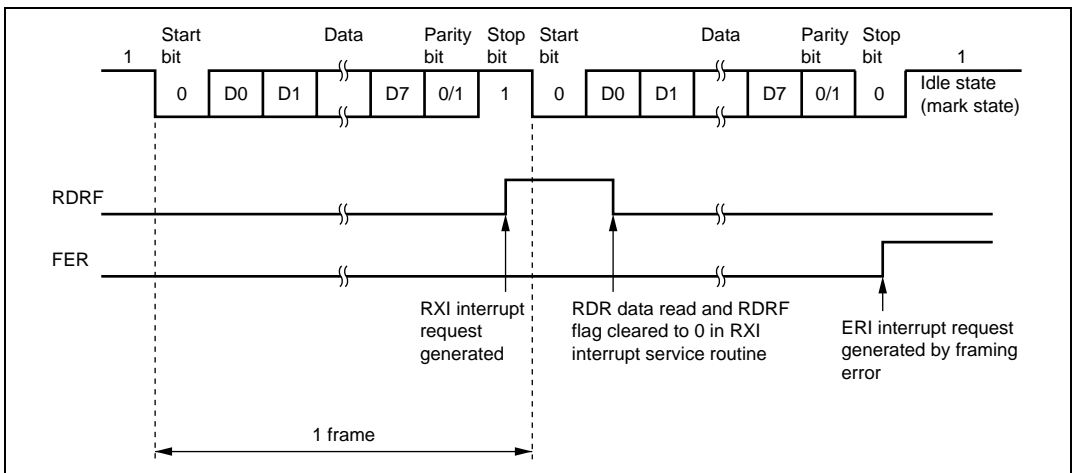 Start Data Parity Stop Start Data Parity Stop
1 bit bit bit bit bit bit 1
0 D0 D1 D7 0/1 1 0 D0 D1 D7 0/1 0 Idle state
(mark state)
RDRF
FER
RXI interrupt
request
generated
RDR data read and RDRF
flag cleared to 0 in RXI
interrupt service routine
ERI interrupt request
generated by framing
error
1 frame